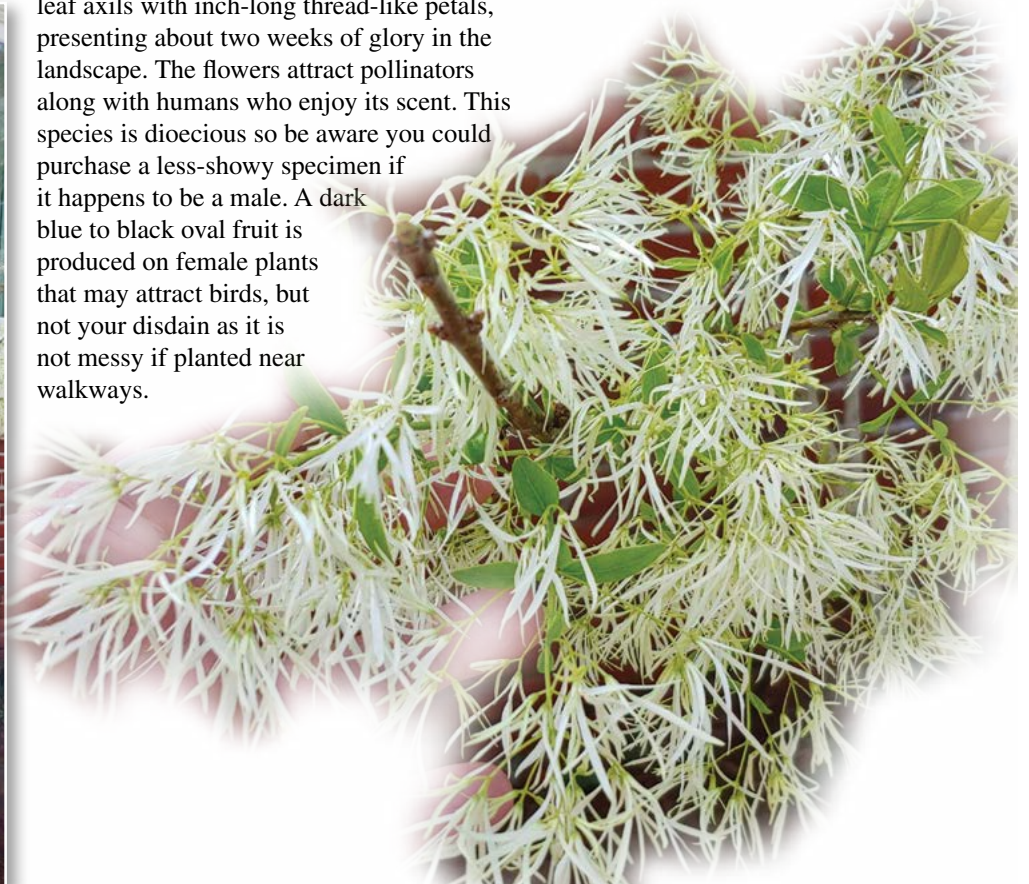 leaf axils with inch-long thread-like petals,
presenting about two weeks of glory in the
landscape. The flowers attract pollinators
along with humans who enjoy its scent. This
species is dioecious so be aware you could
purchase a less-showy specimen if
it happens to be a male. A dark
blue to black oval fruit is
produced on female plants
that may attract birds, but
not your disdain as it is
not messy if planted near
walkways.